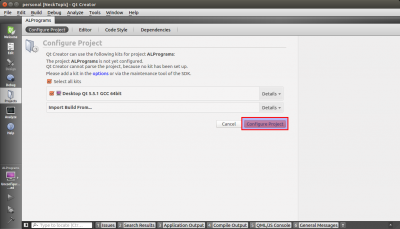 personal [NeckTopix] - Qt Creator
File Edit Build Debug Analyze Tools Window Help
ALPrograms
Configure Project Editor Code Style Dependencies
Welcome
Edit
Design
Debug
Projects
Analyze
Help
Configure Project
Qt Creator can use the following kits for project ALPrograms:
The project ALPrograms is not yet configured.
Qt Creator cannot parse the project, because no kit has been set up.
Please add a kit in the options or via the maintenance tool of the SDK.
Select all kits
Desktop Qt 5.5.1 GCC 64bit Details
Import Build From... Details
Cancel Configure Project
ALPrograms
Type to locate (Ct...
1 Issues 2 Search Results 3 Application Output 4 Compile Output 5 QML/JS Console 6 General Messages